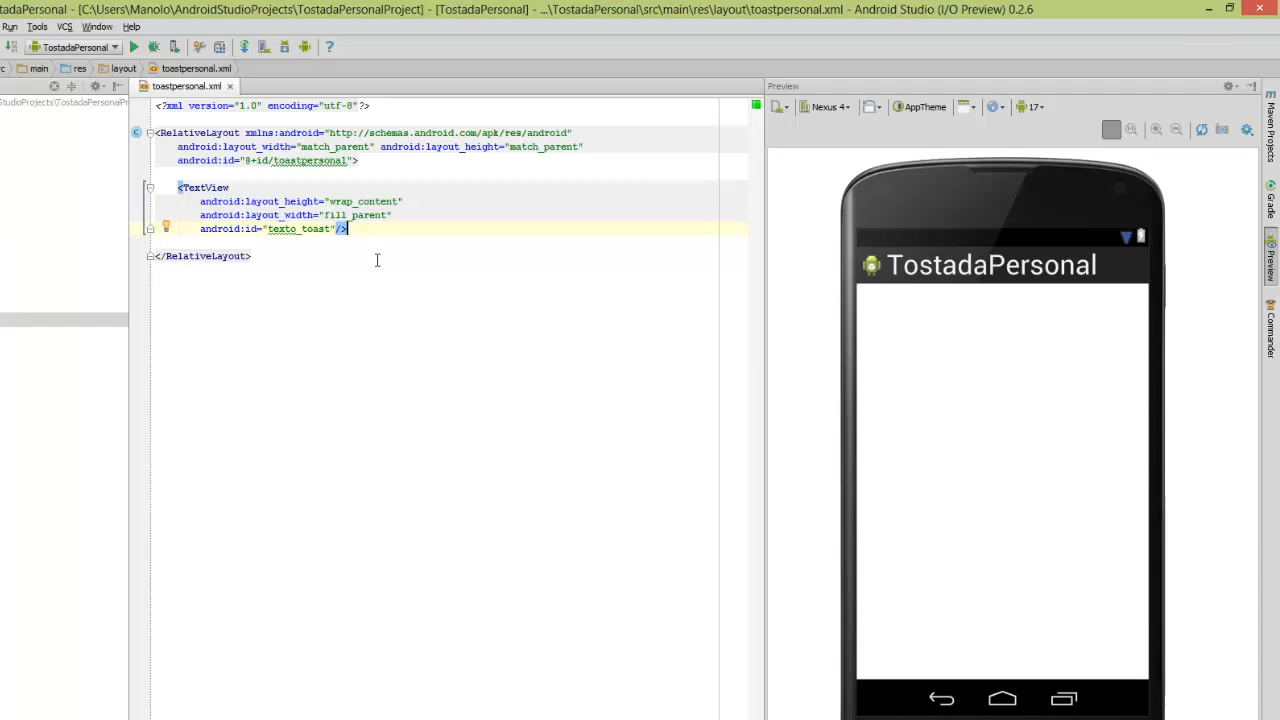 tadaPersonal - [C:\Users\Manolo\AndroidStudioProjects\TostadaPersonalProject] - [TostadaPersonal] - ...\TostadaPersonal\src\main\res\layout\toastpersonal.xml - Android Studio (I/O Preview) 0.2.6
Run Tools VCS Window Help
TostadaPersonal
rc main res layout toastpersonal.xml
toastpersonal.xml
Preview
StudioProjects\TostadaPersonalPr
Nexus 4 AppTheme 17
<?xml version="1.0" encoding="utf-8"?>
<RelativeLayout xmlns:android="http://schemas.android.com/apk/res/android"
android:layout_width="match_parent" android:layout_height="match_parent"
android:id="@+id/toastpersonal">
<TextView
android:layout_height="wrap_content"
android:layout_width="fill_parent"
android:id="texto_toast"/>
</RelativeLayout>
TostadaPersonal
Maven Projects
Gradle
Preview
Commander